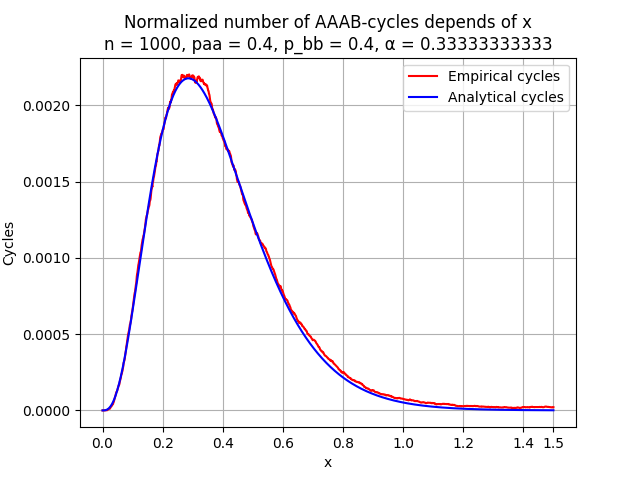 Normalized number of AAAB-cycles depends of x
n = 1000, paa = 0.4, p_bb = 0.4, α = 0.33333333333
Empirical cycles
Analytical cycles
0.0020
0.0015
0.0010
0.0005
0.0000
Cycles
0.0 0.2 0.4 0.6 0.8 1.0 1.2 1.4 1.5
x